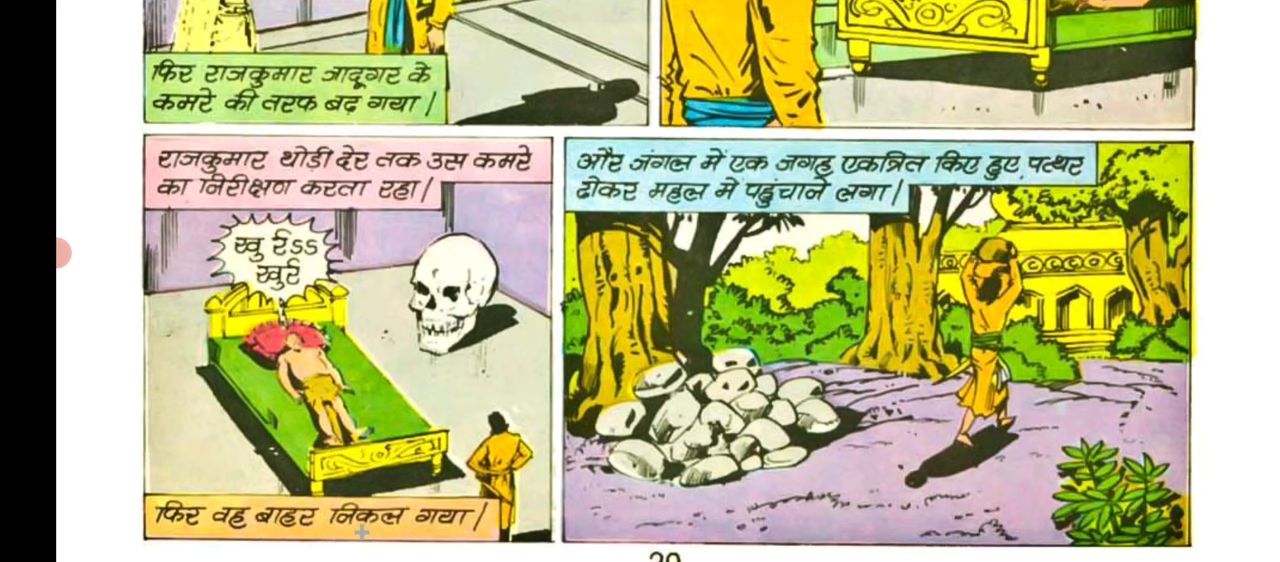 फिर राजकुमार जादूगर के
कमरे की तरफ बढ़ गया।
राजकुमार थोड़ी देर तक उस कमरे
का निरीक्षण करता रहा।
खु र्रSS
खुर्र
फिर वह बाहर निकल गया।
और जंगल में एक जगह एकत्रित किए हुए पत्थर
ढोकर महल में पहुंचाने लगा।